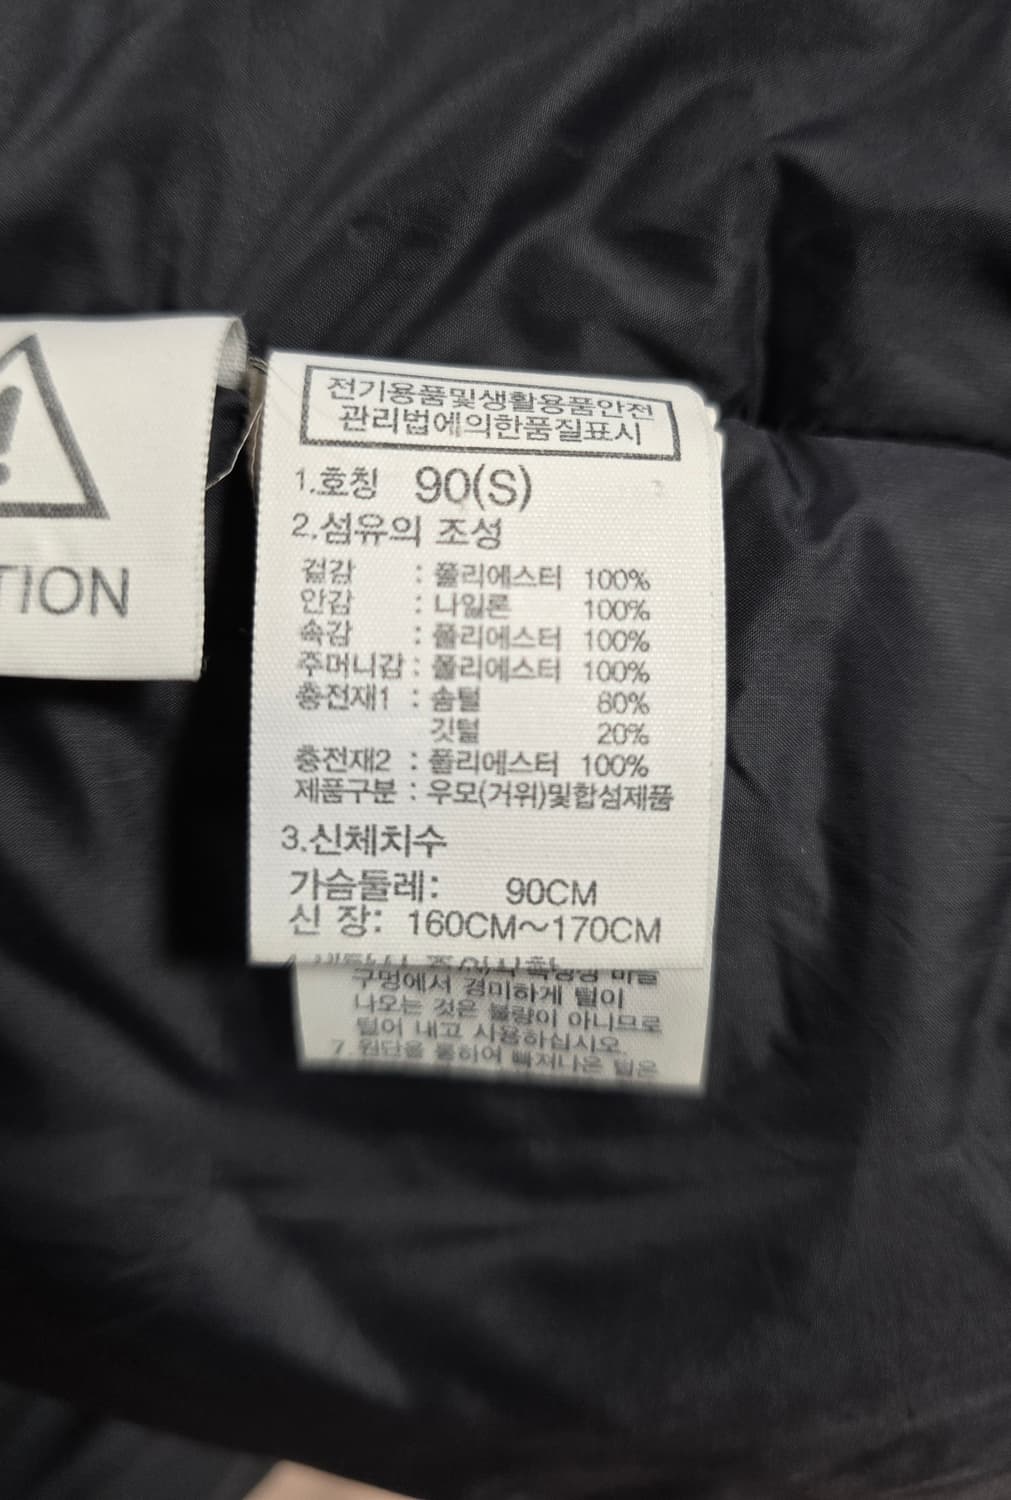 TION
전기용품및생활용품안전
관리법에의한품질표시
1.호칭 90(S)
2.섬유의 조성
겉감 : 폴리에스터 100%
안감 : 나일론 100%
속감 : 폴리에스터 100%
주머니감 : 폴리에스터 100%
충전재1 : 솜털 80%
깃털 20%
충전재2 : 폴리에스터 100%
제품구분 : 우모(거위)및합성제품
3.신체치수
가슴둘레: 90CM
신 장: 160CM~170CM
구멍에서 경미하게 털이
나오는 것은 불량이 아니므로
털어 내고 사용하십시오.
7. 원단을 통하여 빠져나온 털은